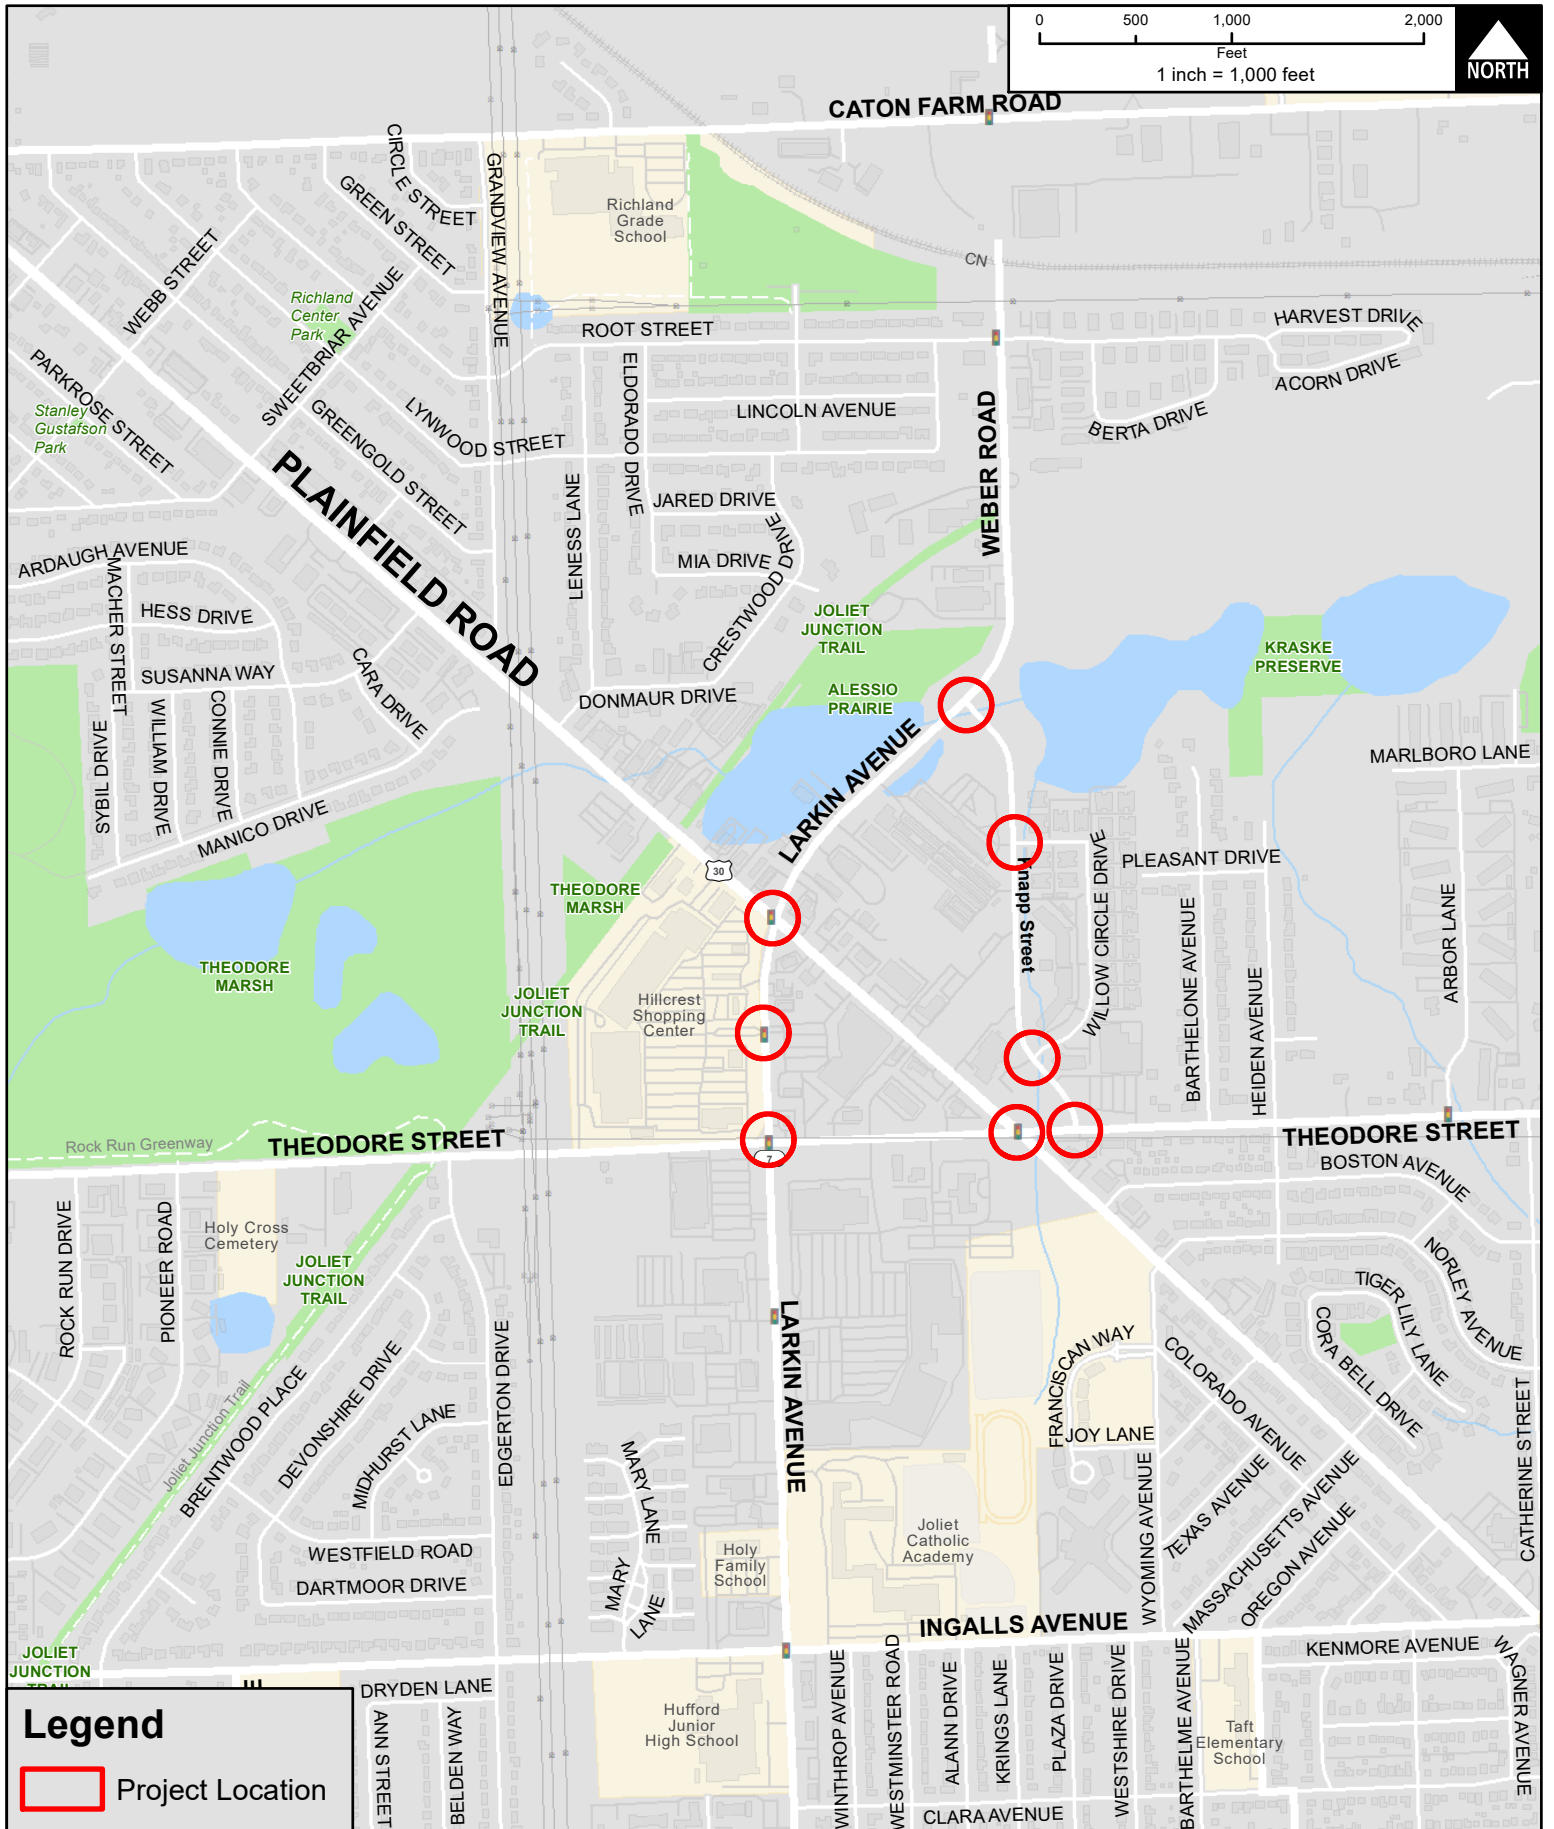 0 500 1,000 2,000
Feet
1 inch = 1,000 feet
NORTH
CATON FARM ROAD
CIRCLE STREET
GREEN STREET
GRANDVIEW AVENUE
Richland
Grade
School
CN
WEBB STREET
Richland
Center
Park
SWEETBRIAR AVENUE
ROOT STREET
HARVEST DRIVE
ACORN DRIVE
BERTA DRIVE
PARKROSE STREET
Stanley
Gustafson
Park
GREENGOLD STREET
LYNWOOD STREET
ELDORADO DRIVE
LINCOLN AVENUE
WEBER ROAD
PLAINFIELD ROAD
LENESS LANE
JARED DRIVE
MIA DRIVE
CRESTWOOD DRIVE
ARDAUGH AVENUE
MACHER STREET
HESS DRIVE
SUSANNA WAY
CARA DRIVE
CONNIE DRIVE
WILLIAM DRIVE
SYBIL DRIVE
MANICO DRIVE
DONMAUR DRIVE
JOLIET
JUNCTION
TRAIL
ALESSIO
PRAIRIE
KRASKE
PRESERVE
LARKIN AVENUE
MARLBORO LANE
30
THEODORE
MARSH
Knapp Street
WILLOW CIRCLE DRIVE
PLEASANT DRIVE
BARTHELONE AVENUE
HEIDEN AVENUE
ARBOR LANE
THEODORE
MARSH
JOLIET
JUNCTION
TRAIL
Hillcrest
Shopping
Center
Rock Run Greenway
THEODORE STREET
7
THEODORE STREET
BOSTON AVENUE
ROCK RUN DRIVE
PIONEER ROAD
Holy Cross
Cemetery
JOLIET
JUNCTION
TRAIL
Joliet Junction Trail
BRENTWOOD PLACE
DEVONSHIRE DRIVE
MIDHURST LANE
EDGERTON DRIVE
LARKIN AVENUE
FRANCISCAN WAY
JOY LANE
COLORADO AVENUE
TIGER LILY LANE
CORA BELL DRIVE
NORLEY AVENUE
CATHERINE STREET
WYOMING AVENUE
TEXAS AVENUE
MASSACHUSETTS AVENUE
OREGON AVENUE
MARY LANE
MARY
LANE
Holy
Family
School
Joliet
Catholic
Academy
WESTFIELD ROAD
DARTMOOR DRIVE
INGALLS AVENUE
KENMORE AVENUE
WAGNER AVENUE
JOLIET
JUNCTION
DRYDEN LANE
ANN STREET
BELDEN WAY
Hufford
Junior
High School
WINTHROP AVENUE
WESTMINSTER ROAD
ALANN DRIVE
KRINGS LANE
PLAZA DRIVE
WESTSHIRE DRIVE
BARTHELME AVENUE
Taft
Elementary
School
CLARA AVENUE
Legend
Project Location